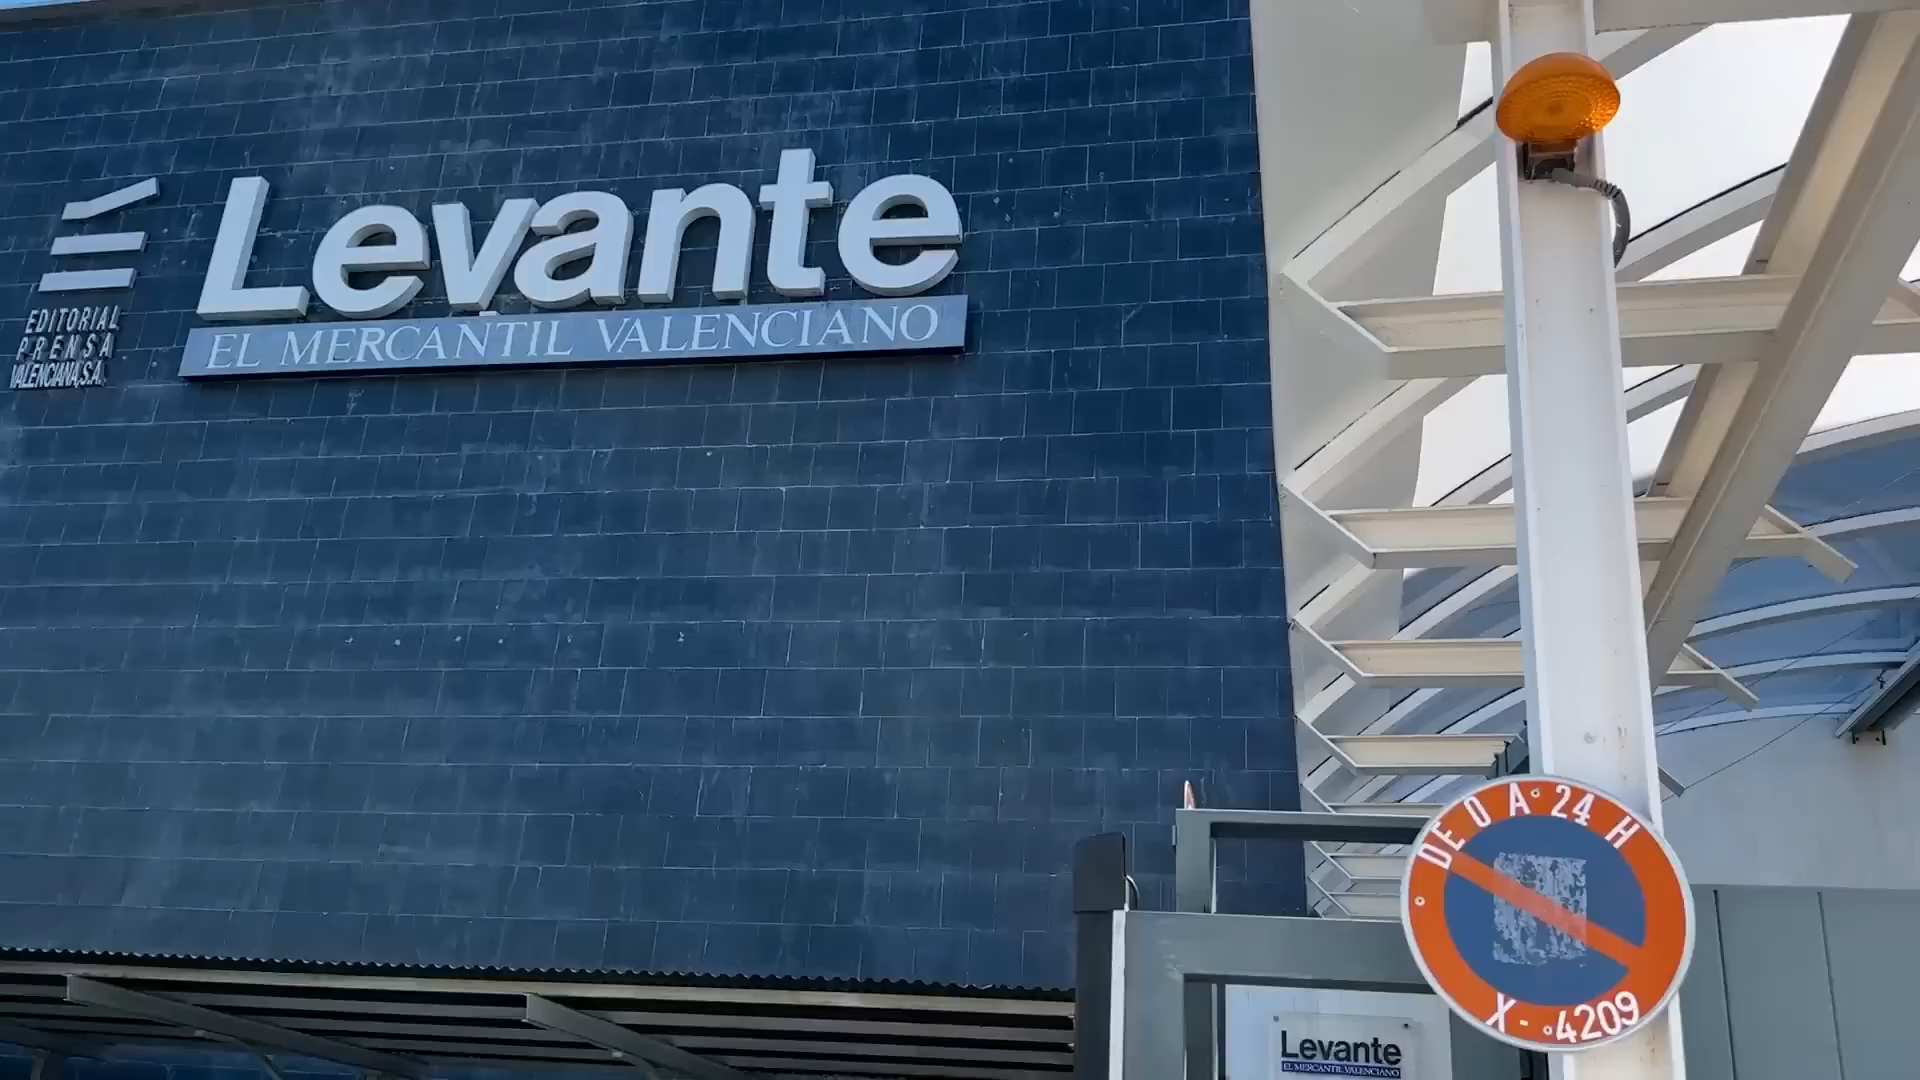 Levante
EL MERCANTIL VALENCIANO
EDITORIAL
PRENSA
VALENCIANA,S.A.
DE 0 A 24 H
X-4209
Levante
EL MERCANTIL VALENCIANO